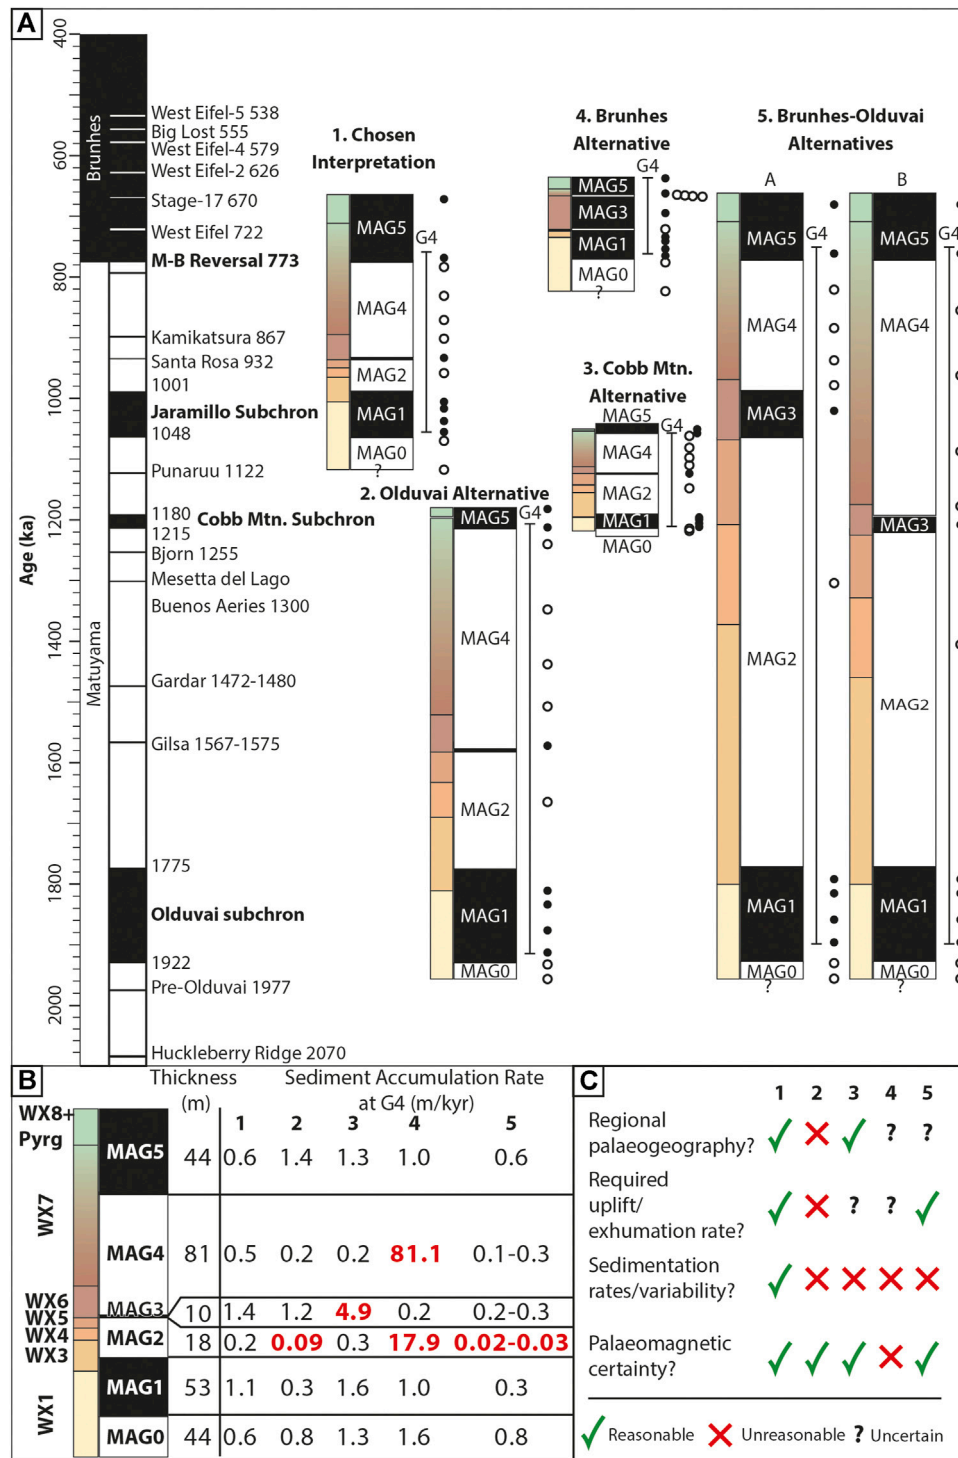 A
400
600
800
1000
1200
1400
1600
1800
2000
Age (ka)
Brunhes
Matuyama
West Eifel-5 538
Big Lost 555
West Eifel-4 579
West Eifel-2 626
Stage-17 670
West Eifel 722
M-B Reversal 773
Kamikatsura 867
Santa Rosa 932
1001
Jaramillo Subchron
1048
Punaruu 1122
1180
Cobb Mtn. Subchron
1215
Bjorn 1255
Mesetta del Lago
Buenos Aeries 1300
Gardar 1472-1480
Gilsa 1567-1575
1775
Olduvai subchron
1922
Pre-Olduvai 1977
Huckleberry Ridge 2070
1. Chosen
Interpretation
MAG5
G4
MAG4
MAG2
MAG1
MAG0
?
2. Olduvai Alternative
MAG5
G4
MAG4
MAG2
MAG1
MAG0
3. Cobb Mtn.
Alternative
MAG5
G4
MAG4
MAG2
MAG1
MAG0
4. Brunhes
Alternative
G4
MAG5
MAG3
MAG1
MAG0
?
5. Brunhes-Olduvai
Alternatives
A
MAG5
G4
MAG4
MAG3
MAG2
MAG1
MAG0
?
B
MAG5
G4
MAG4
MAG3
MAG2
MAG1
MAG0
?
B
Thickness
(m)
Sediment Accumulation Rate
at G4 (m/kyr)
1 2 3 4 5
WX8+
Pyrg
WX7
WX6
WX5
WX4
WX3
WX1
MAG5 44 0.6 1.4 1.3 1.0 0.6
MAG4 81 0.5 0.2 0.2 81.1 0.1-0.3
MAG3 10 1.4 1.2 4.9 0.2 0.2-0.3
MAG2 18 0.2 0.09 0.3 17.9 0.02-0.03
MAG1 53 1.1 0.3 1.6 1.0 0.3
MAG0 44 0.6 0.8 1.3 1.6 0.8
C
1 2 3 4 5
Regional
palaeogeography?
? ?
Required
uplift/
exhumation rate?
? ?
Sedimentation
rates/variability?
Palaeomagnetic
certainty?
Reasonable Unreasonable ? Uncertain